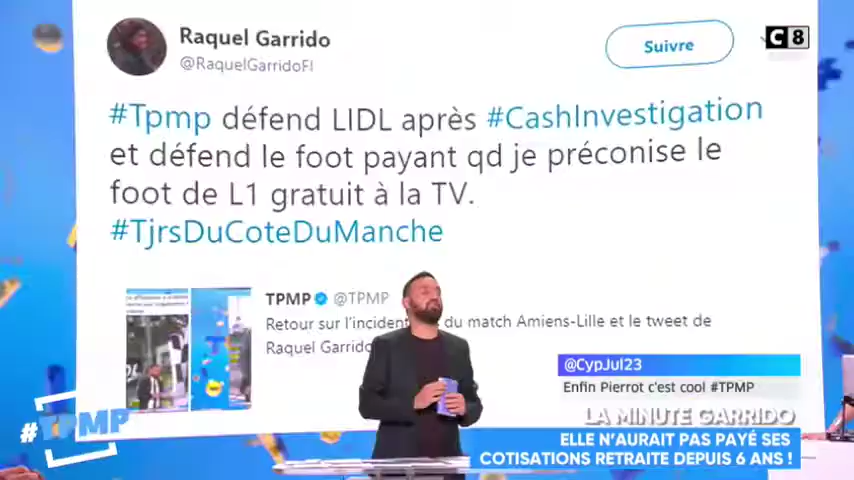 Raquel Garrido
@RaquelGarridoFI
Suivre
C8
#Tpmp défend LIDL après #CashInvestigation
et défend le foot payant qd je préconise le
foot de L1 gratuit à la TV.
#TjrsDuCoteDuManche
TPMP @TPMP
Retour sur l'incident du match Amiens-Lille et le tweet de
Raquel Garrido
@CypJul23
Enfin Pierrot c'est cool #TPMP
LA MINUTE GARRIDO
#TPMP
ELLE N'AURAIT PAS PAYÉ SES
COTISATIONS RETRAITE DEPUIS 6 ANS !